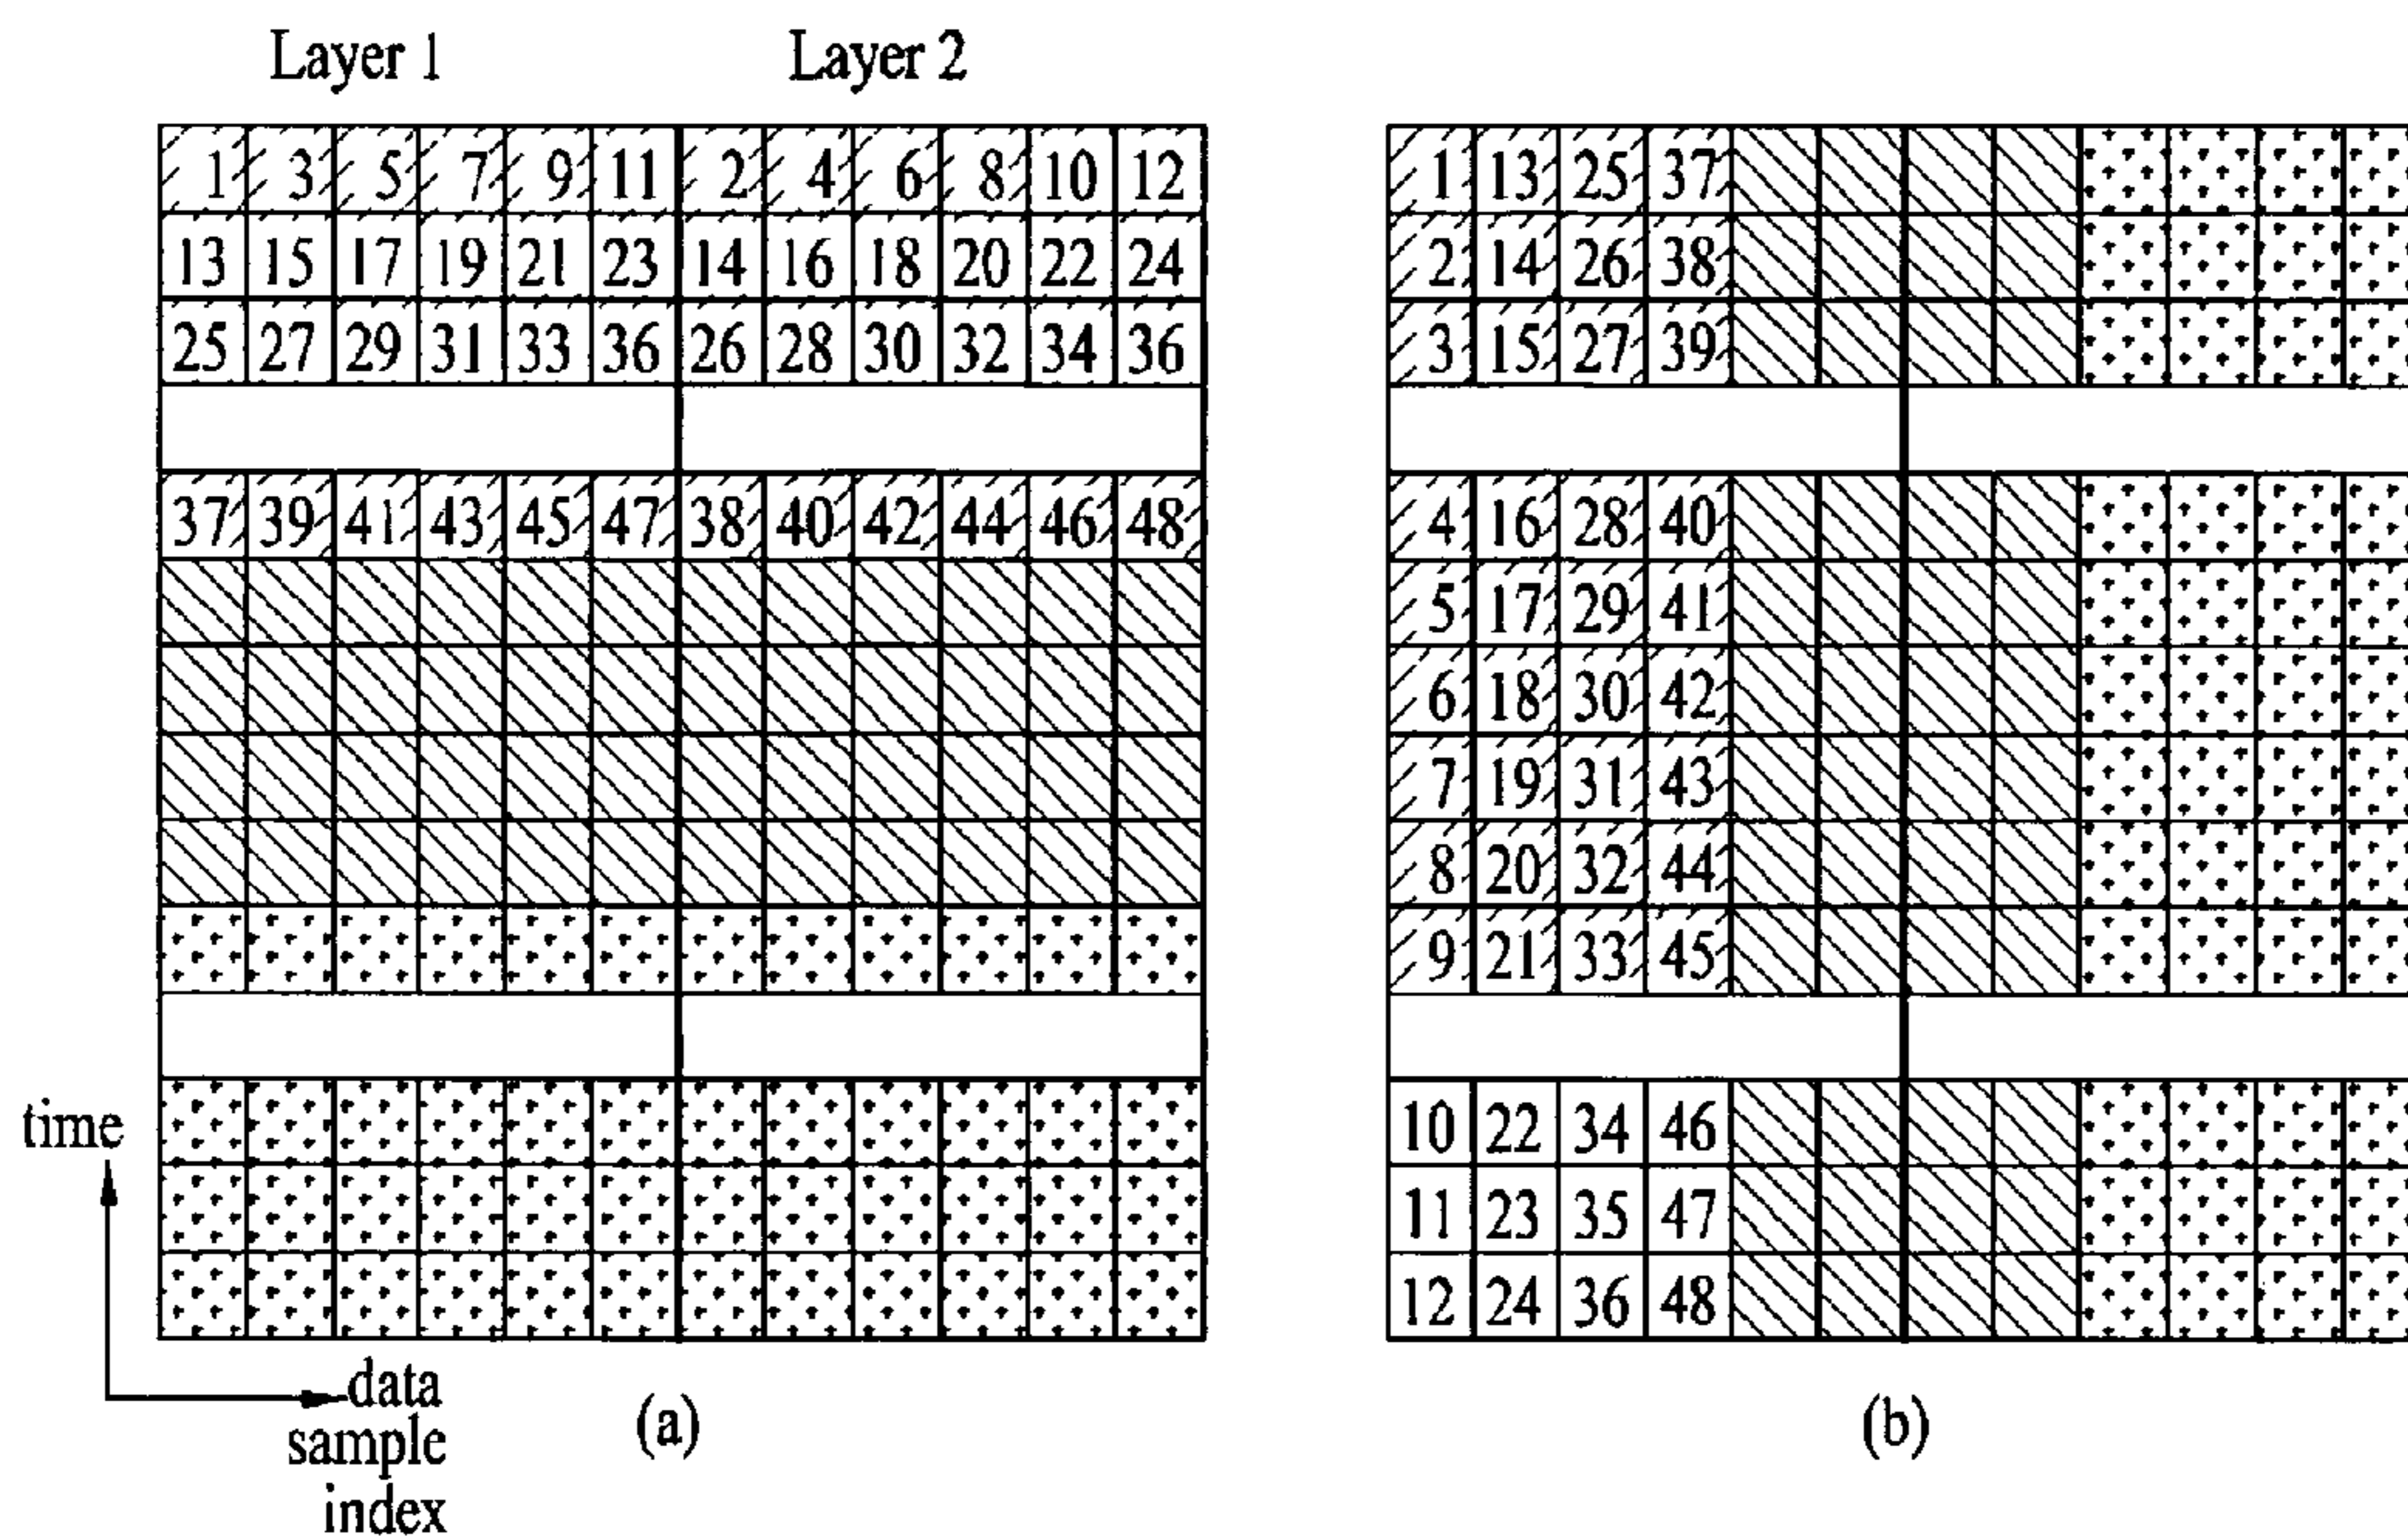 Layer 1 Layer 2
1 3 5 7 9 11 2 4 6 8 10 12
13 15 17 19 21 23 14 16 18 20 22 24
25 27 29 31 33 36 26 28 30 32 34 36
37 39 41 43 45 47 38 40 42 44 46 48
time
data
sample
index
(a)
1 13 25 37
2 14 26 38
3 15 27 39
4 16 28 40
5 17 29 41
6 18 30 42
7 19 31 43
8 20 32 44
9 21 33 45
10 22 34 46
11 23 35 47
12 24 36 48
(b)